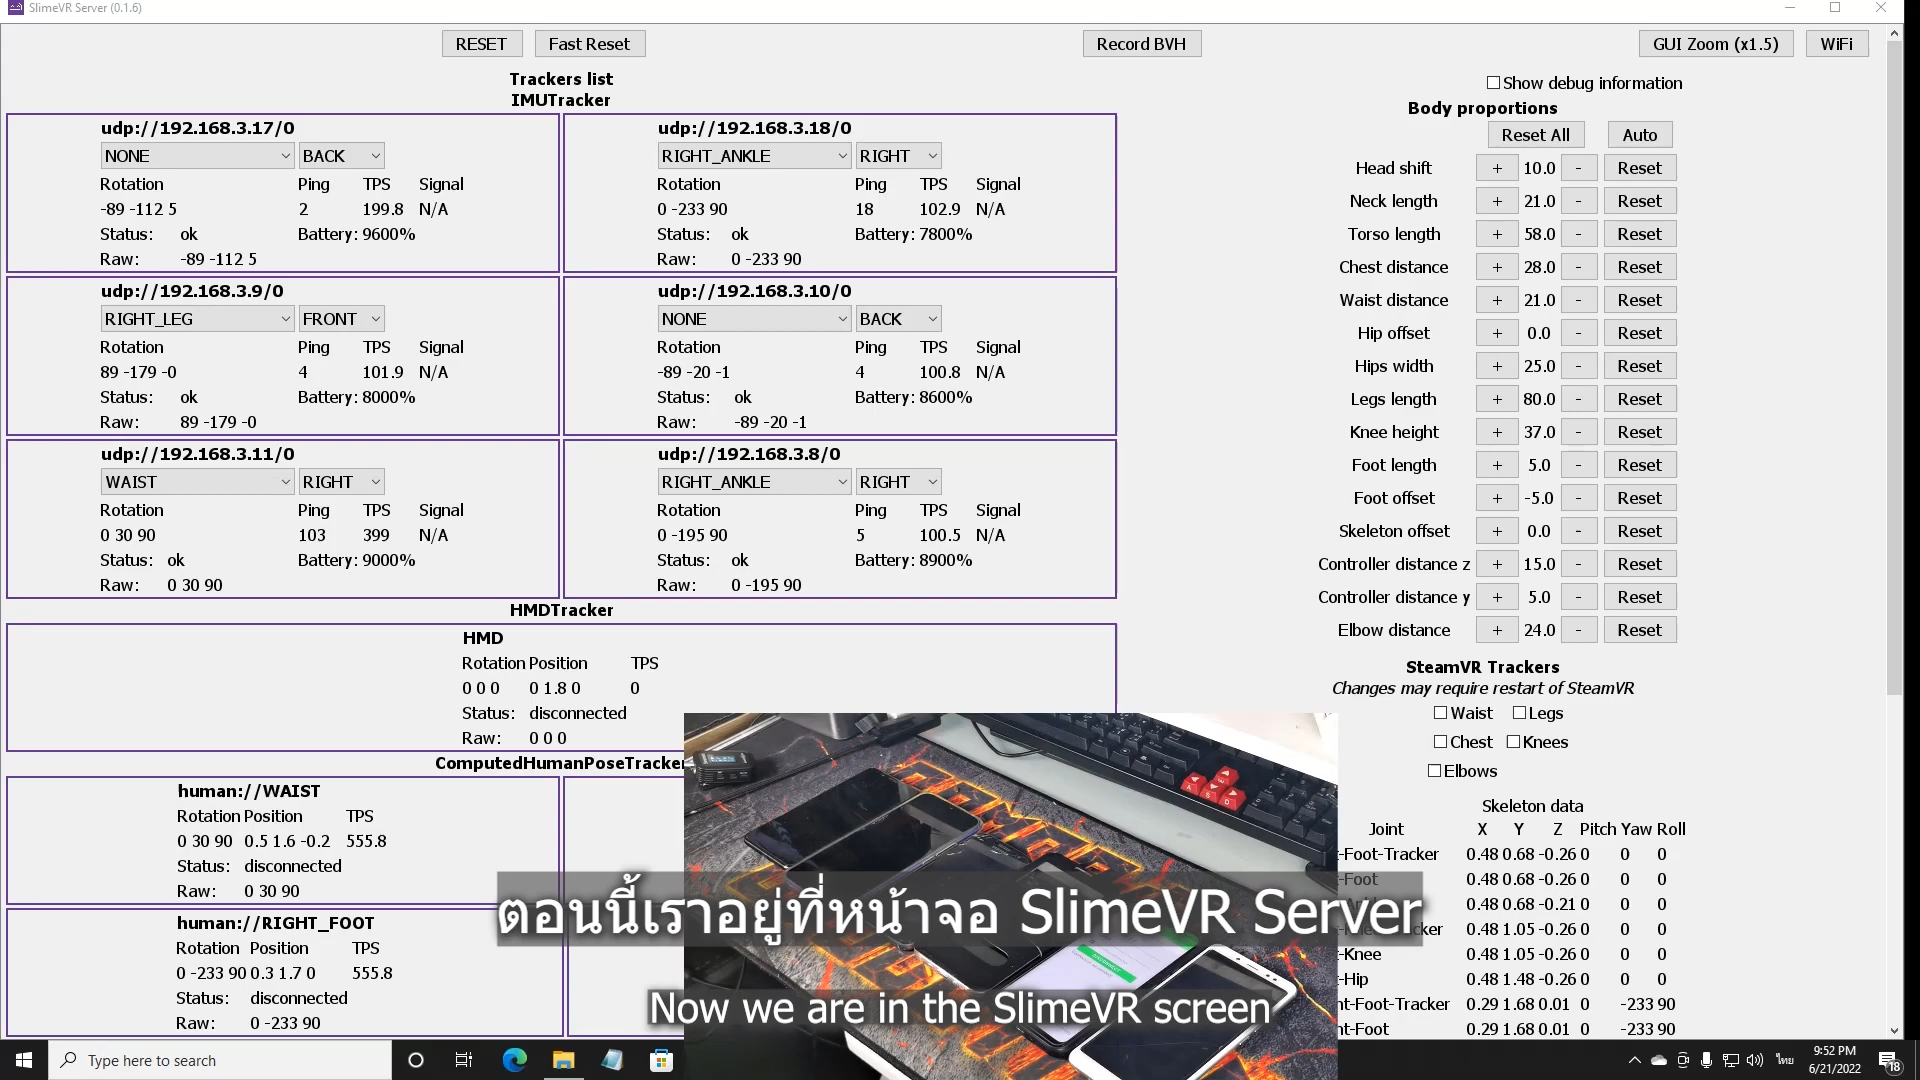 SlimeVR Server (0.1.6)
RESET
Fast Reset
Record BVH
GUI Zoom (x1.5)
WiFi
Trackers list
IMUTracker
udp://192.168.3.17/0
NONE BACK
Rotation Ping TPS Signal
-89 -112 5 2 199.8 N/A
Status: ok Battery: 9600%
Raw: -89 -112 5
udp://192.168.3.18/0
RIGHT_ANKLE RIGHT
Rotation Ping TPS Signal
0 -233 90 18 102.9 N/A
Status: ok Battery: 7800%
Raw: 0 -233 90
udp://192.168.3.9/0
RIGHT_LEG FRONT
Rotation Ping TPS Signal
89 -179 -0 4 101.9 N/A
Status: ok Battery: 8000%
Raw: 89 -179 -0
udp://192.168.3.10/0
NONE BACK
Rotation Ping TPS Signal
-89 -20 -1 4 100.8 N/A
Status: ok Battery: 8600%
Raw: -89 -20 -1
udp://192.168.3.11/0
WAIST RIGHT
Rotation Ping TPS Signal
0 30 90 103 399 N/A
Status: ok Battery: 9000%
Raw: 0 30 90
udp://192.168.3.8/0
RIGHT_ANKLE RIGHT
Rotation Ping TPS Signal
0 -195 90 5 100.5 N/A
Status: ok Battery: 8900%
Raw: 0 -195 90
HMDTracker
HMD
Rotation Position TPS
0 0 0 0 1.8 0 0
Status: disconnected
Raw: 0 0 0
ComputedHumanPoseTracker
human://WAIST
Rotation Position TPS
0 30 90 0.5 1.6 -0.2 555.8
Status: disconnected
Raw: 0 30 90
human://RIGHT_FOOT
Rotation Position TPS
0 -233 90 0.3 1.7 0 555.8
Status: disconnected
Raw: 0 -233 90
Show debug information
Body proportions
Reset All Auto
Head shift + 10.0 - Reset
Neck length + 21.0 - Reset
Torso length + 58.0 - Reset
Chest distance + 28.0 - Reset
Waist distance + 21.0 - Reset
Hip offset + 0.0 - Reset
Hips width + 25.0 - Reset
Legs length + 80.0 - Reset
Knee height + 37.0 - Reset
Foot length + 5.0 - Reset
Foot offset + -5.0 - Reset
Skeleton offset + 0.0 - Reset
Controller distance z + 15.0 - Reset
Controller distance y + 5.0 - Reset
Elbow distance + 24.0 - Reset
SteamVR Trackers
Changes may require restart of SteamVR
Waist Legs
Chest Knees
Elbows
Skeleton data
Joint X Y Z Pitch Yaw Roll
t-Foot-Tracker 0.48 0.68 -0.26 0 0 0
t-Foot 0.48 0.68 -0.26 0 0 0
0.48 0.68 -0.21 0 0 0
cker 0.48 1.05 -0.26 0 0 0
t-Knee 0.48 1.05 -0.26 0 0 0
t-Hip 0.48 1.48 -0.26 0 0 0
nt-Foot-Tracker 0.29 1.68 0.01 0 -233 90
nt-Foot 0.29 1.68 0.01 0 -233 90
ตอนนี้เราอยู่ที่หน้าจอ SlimeVR Server
Now we are in the SlimeVR screen
Type here to search
ไทย
9:52 PM
6/21/2022
18